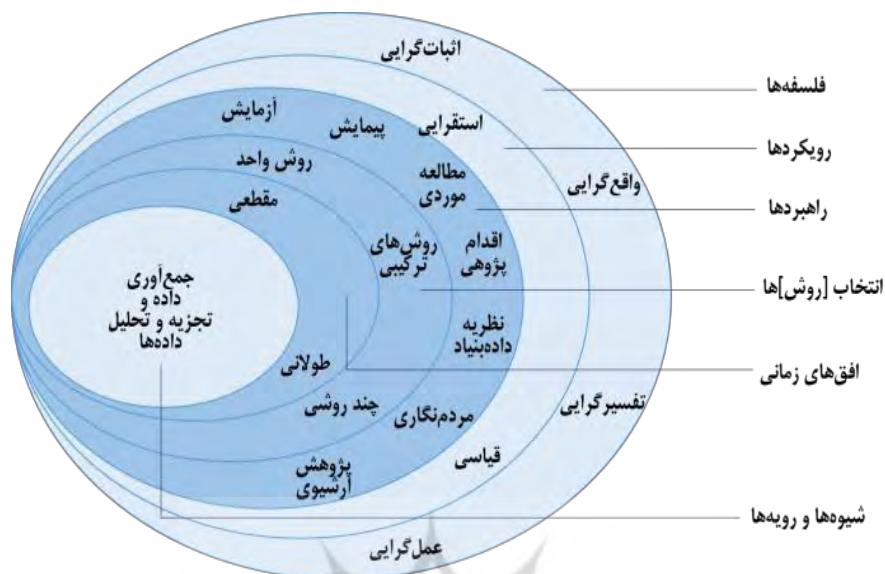 اثبات‌گرایی
فلسفه‌ها
آزمایش
پیمایش
استقرایی
رویکردها
روش واحد
مطالعه
موردی
واقع‌گرایی
مقطعی
راهبردها
روش‌های
ترکیبی
اقدام
پژوهی
جمع‌آوری
داده و
تجزیه و تحلیل
داده‌ها
انتخاب [روش]ها
نظریه
داده‌بنیاد
طولانی
افق‌های زمانی
چند روشی
مردم‌نگاری
تفسیرگرایی
پژوهش
آرشیوی
قیاسی
شیوه‌ها و رویه‌ها
عمل‌گرایی